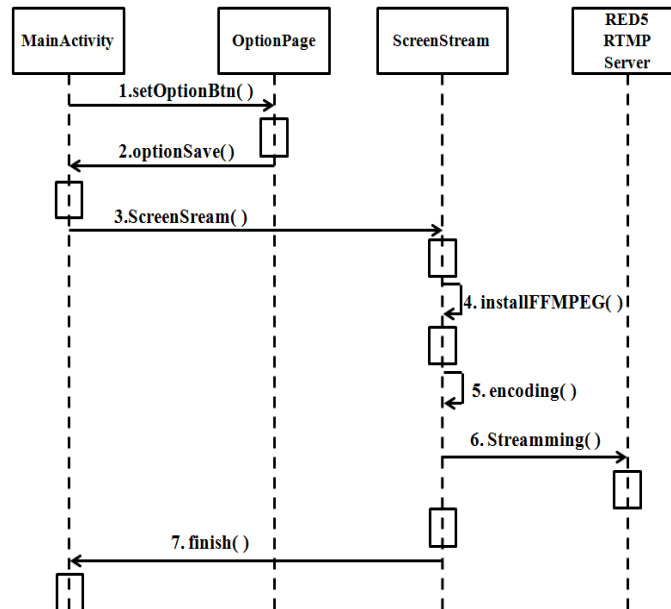 MainActivity
OptionPage
ScreenStream
RED5
RTMP
Server
1.setOptionBtn( )
2.optionSave()
3.ScreenSream( )
4. installFFMPEG( )
5. encoding( )
6. Streamming( )
7. finish( )